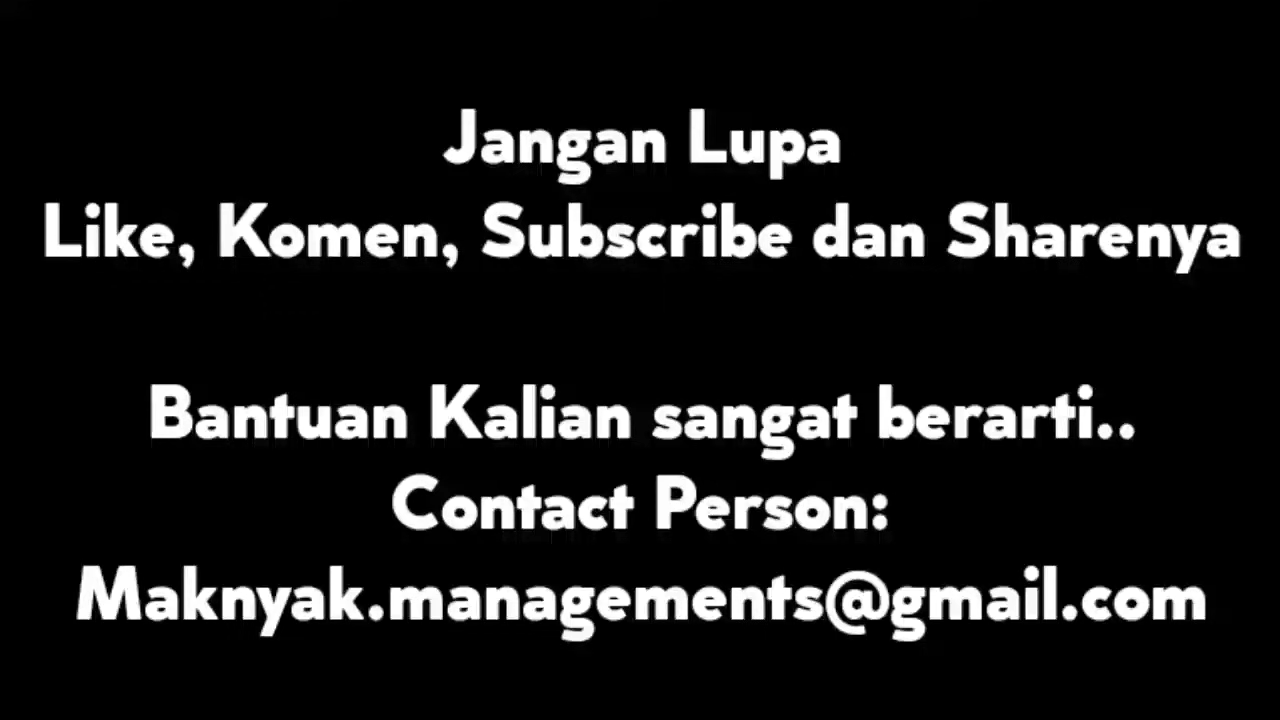 Jangan Lupa
Like, Komen, Subscribe dan Sharenya
Bantuan Kalian sangat berarti..
Contact Person:
Maknyak.managements@gmail.com